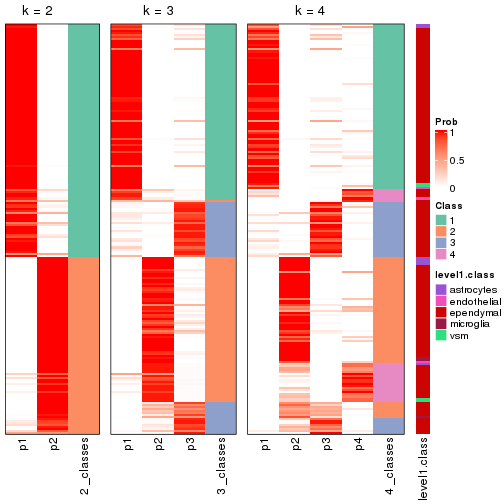 k = 2
k = 3
k = 4
p1
p2
2_classes
p1
p2
p3
3_classes
p1
p2
p3
p4
4_classes
level1.class
Prob
1
0.5
0
Class
1
2
3
4
level1.class
astrocytes
endothelial
ependymal
microglia
vsm